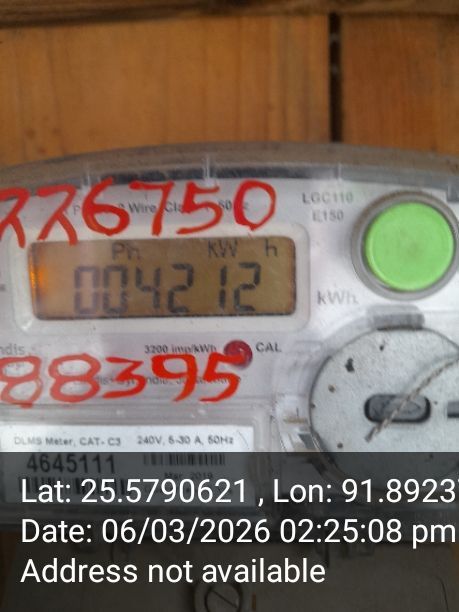 LGC110
E150
226750
Ph kW h
004212
kWh
3200 imp/kWh CAL
88395
DLMS Meter, CAT- C3 240V, 5-30 A, 50Hz
4645111
Lat: 25.5790621 , Lon: 91.8923
Date: 06/03/2026 02:25:08 pm
Address not available